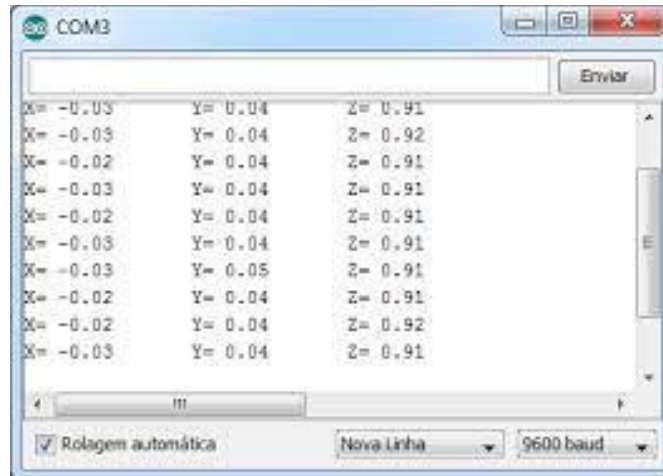 COM3
Enviar
X= -0.03 Y= 0.04 Z= 0.91
X= -0.03 Y= 0.04 Z= 0.92
X= -0.02 Y= 0.04 Z= 0.91
X= -0.03 Y= 0.04 Z= 0.91
X= -0.02 Y= 0.04 Z= 0.91
X= -0.03 Y= 0.04 Z= 0.91
X= -0.03 Y= 0.05 Z= 0.91
X= -0.02 Y= 0.04 Z= 0.91
X= -0.02 Y= 0.04 Z= 0.92
X= -0.03 Y= 0.04 Z= 0.91
Rolagem automática Nova Linha 9600 baud